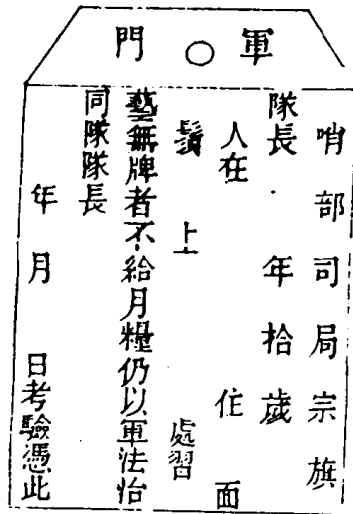 軍○門
哨部司局宗旗
隊長 年拾歲
人在 住 面
鬚 上 處習
藝無牌者不給月糧仍以軍法治
同隊隊長
年月 日考驗憑此